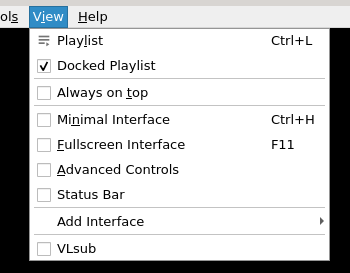 ols View Help
Playlist Ctrl+L
Docked Playlist
Always on top
Minimal Interface Ctrl+H
Fullscreen Interface F11
Advanced Controls
Status Bar
Add Interface
VLsub